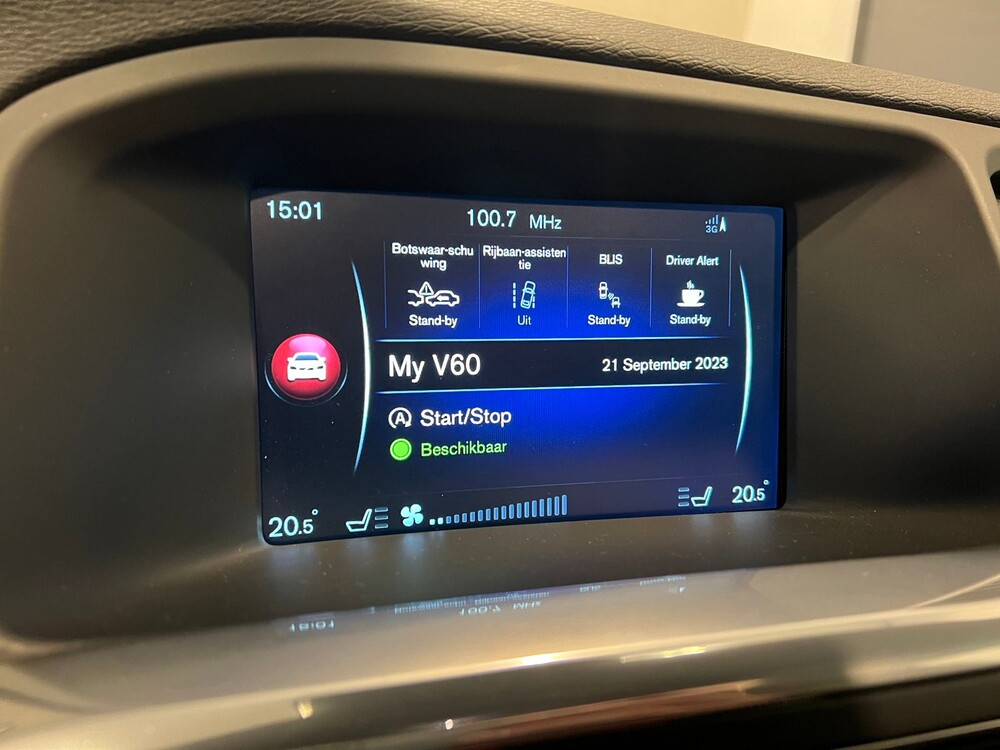 15:01
100.7 MHz
3G
Botswaar-schu
wing
Stand-by
Rijbaan-assisten
tie
Uit
BLIS
Stand-by
Driver Alert
Stand-by
My V60
21 September 2023
A Start/Stop
Beschikbaar
20.5°
20.5°